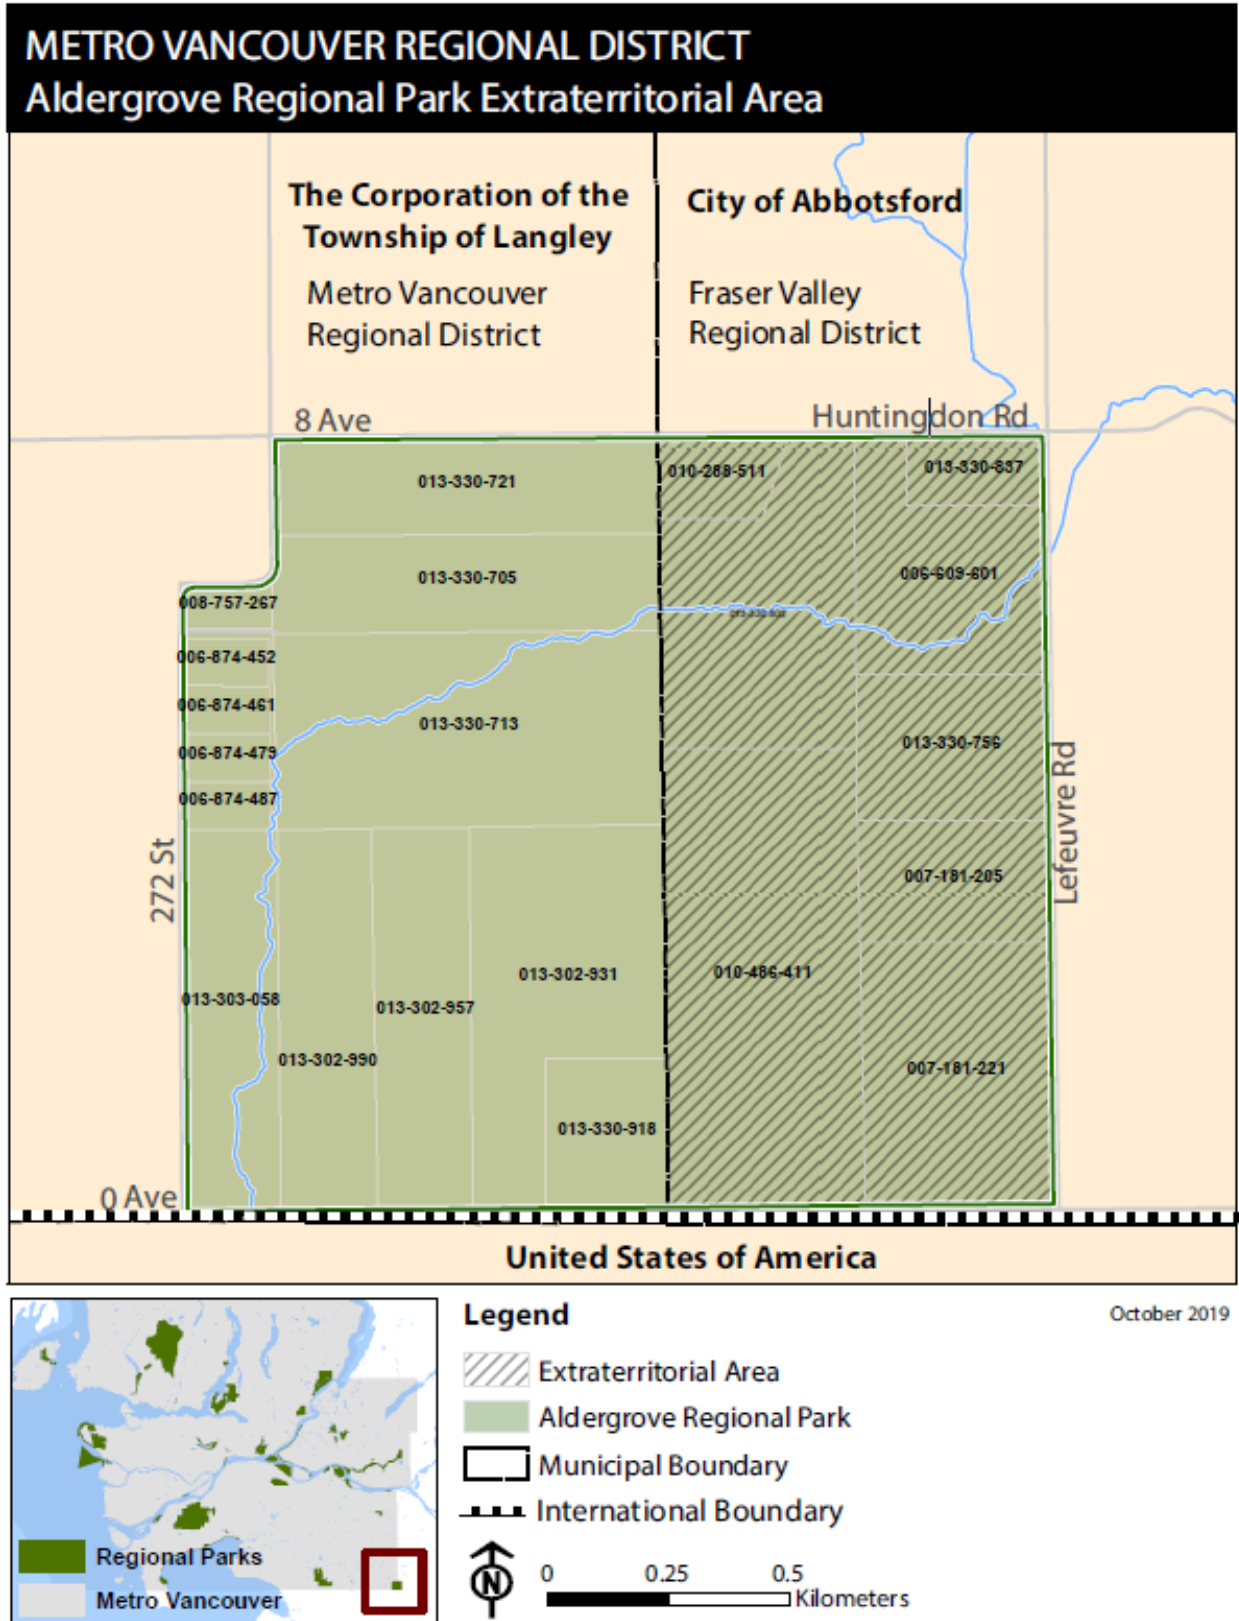 METRO VANCOUVER REGIONAL DISTRICT
Aldergrove Regional Park Extraterritorial Area
The Corporation of the
Township of Langley
City of Abbotsford
Metro Vancouver
Regional District
Fraser Valley
Regional District
8 Ave
Huntingdon Rd
013-330-721
010-288-511
013-330-837
013-330-705
006-609-601
008-757-267
006-874-452
006-874-461
013-330-713
013-330-756
006-874-479
006-874-487
272 St
Lefeuvre Rd
007-181-205
013-302-931
010-486-411
013-303-058
013-302-957
013-302-990
007-181-221
013-330-918
0 Ave
United States of America
Legend
October 2019
Extraterritorial Area
Aldergrove Regional Park
Municipal Boundary
International Boundary
N
0 0.25 0.5
Kilometers
Regional Parks
Metro Vancouver